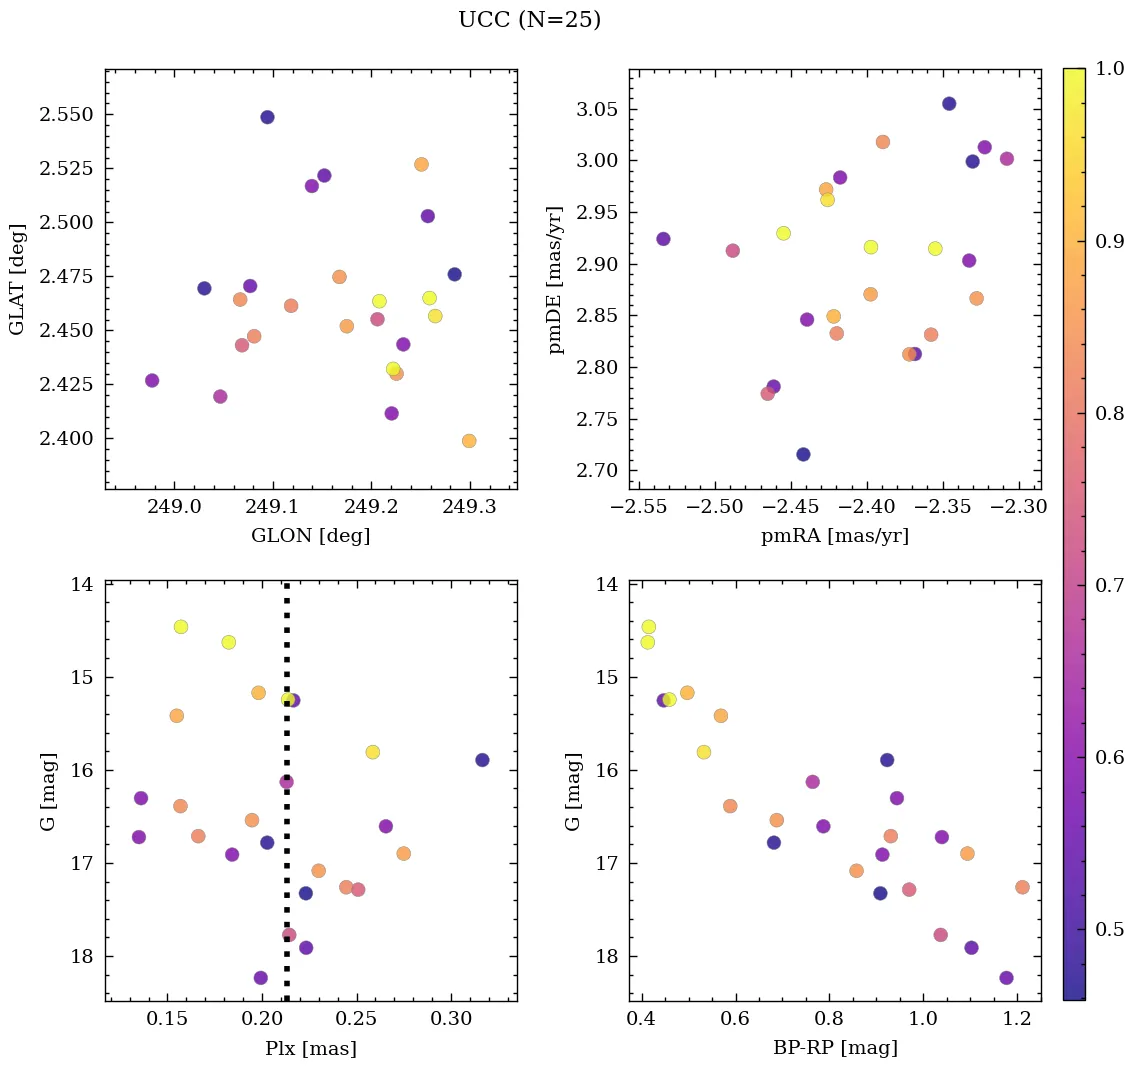 UCC (N=25)
2.550
2.525
2.500
2.475
2.450
2.425
2.400
GLAT [deg]
249.0 249.1 249.2 249.3
GLON [deg]
3.05
3.00
2.95
2.90
2.85
2.80
2.75
2.70
pmDE [mas/yr]
−2.55 −2.50 −2.45 −2.40 −2.35 −2.30
pmRA [mas/yr]
14
15
16
17
18
G [mag]
0.15 0.20 0.25 0.30
Plx [mas]
14
15
16
17
18
G [mag]
0.4 0.6 0.8 1.0 1.2
BP-RP [mag]
1.0
0.9
0.8
0.7
0.6
0.5